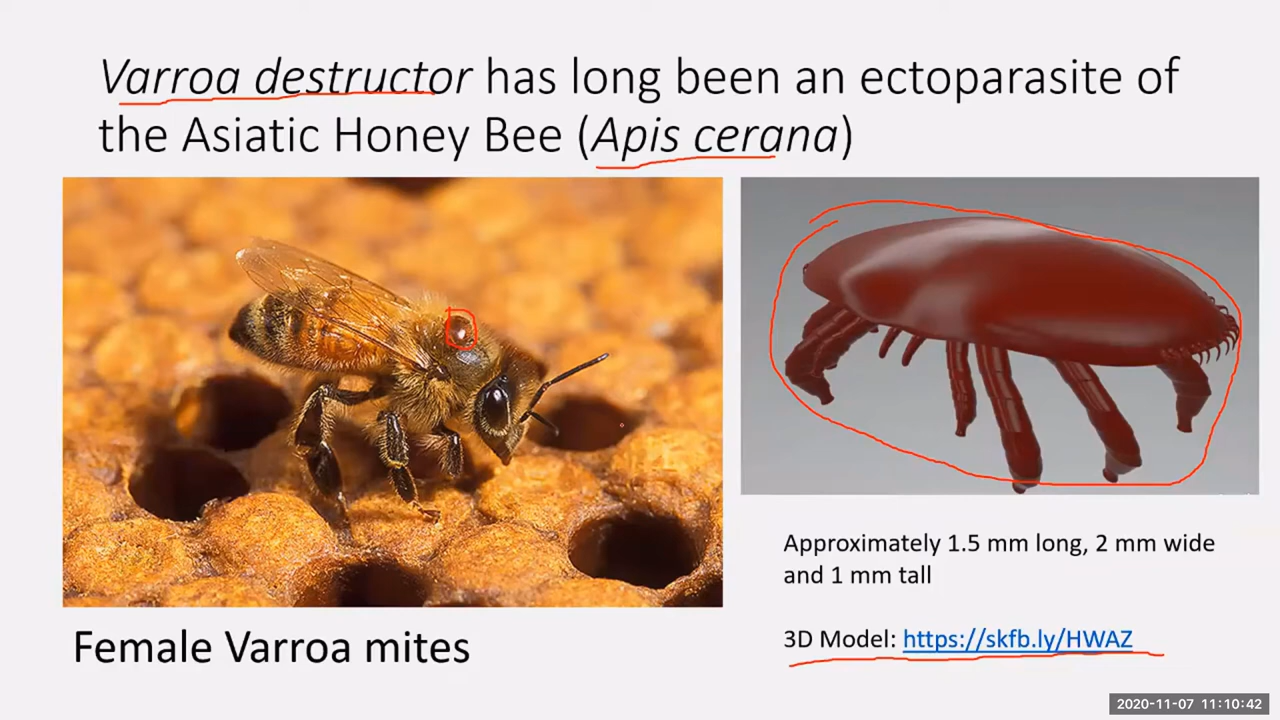 Varroa destructor has long been an ectoparasite of
the Asiatic Honey Bee (Apis cerana)
Approximately 1.5 mm long, 2 mm wide
and 1 mm tall
Female Varroa mites
3D Model: https://skfb.ly/HWAZ
2020-11-07 11:10:42